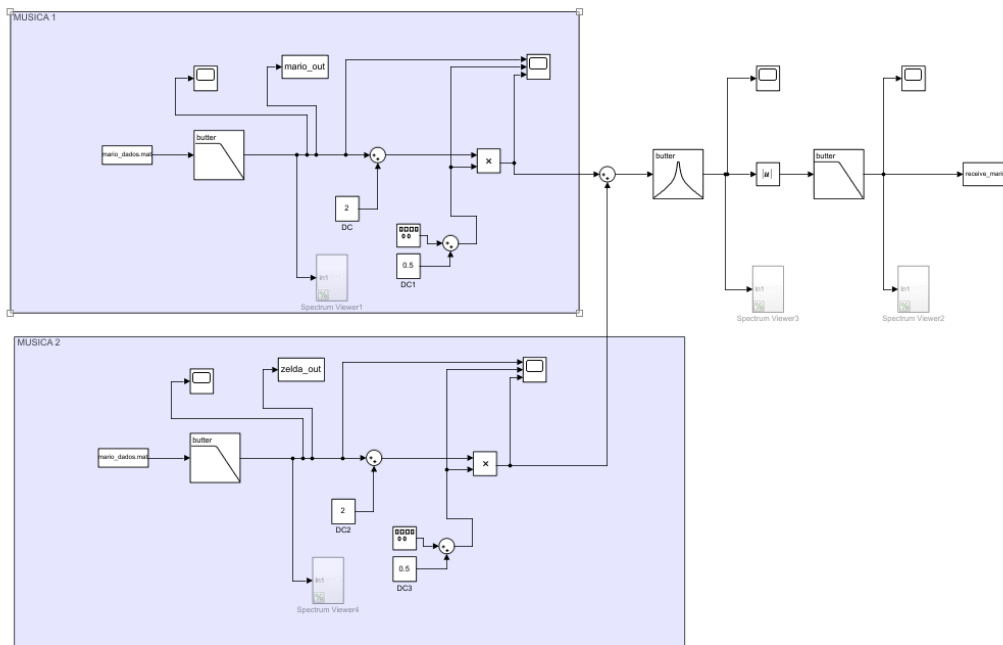 MUSICA 1
mario_out
butter
mario_dados.mat
×
2
DC
0.5
DC1
In1
Spectrum Viewer1
butter
|u|
butter
receive_mario
In1
Spectrum Viewer3
In1
Spectrum Viewer2
MUSICA 2
zelda_out
butter
mario_dados.mat
×
2
DC2
0.5
DC3
In1
Spectrum Viewer4